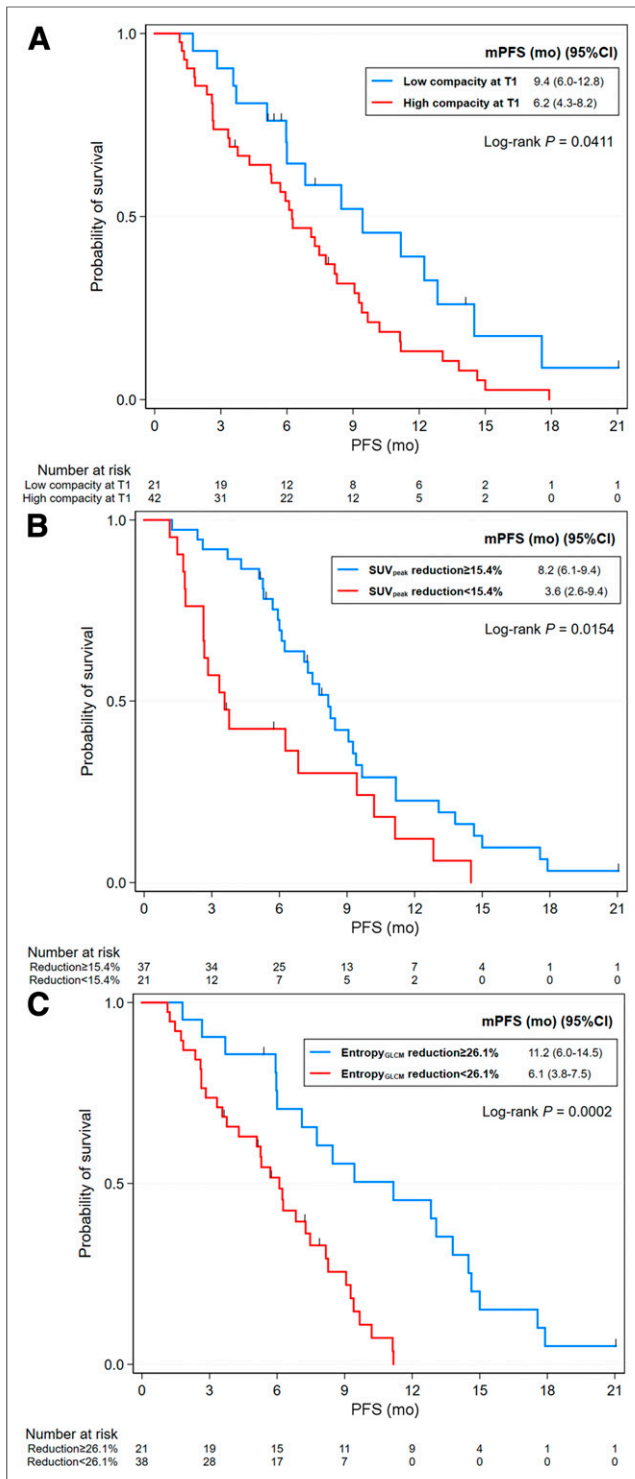 A
mPFS (mo) (95%CI)
Low compacity at T1 9.4 (6.0-12.8)
High compacity at T1 6.2 (4.3-8.2)
Log-rank P = 0.0411
Probability of survival
1.0
0.5
0.0
0 3 6 9 12 15 18 21
PFS (mo)
Number at risk
Low compacity at T1 21 19 12 8 6 2 1 1
High compacity at T1 42 31 22 12 5 2 0 0
B
mPFS (mo) (95%CI)
SUVpeak reduction≥15.4% 8.2 (6.1-9.4)
SUVpeak reduction<15.4% 3.6 (2.6-9.4)
Log-rank P = 0.0154
Probability of survival
1.0
0.5
0.0
0 3 6 9 12 15 18 21
PFS (mo)
Number at risk
Reduction≥15.4% 37 34 25 13 7 4 1 1
Reduction<15.4% 21 12 7 5 2 0 0 0
C
mPFS (mo) (95%CI)
EntropyGLCM reduction≥26.1% 11.2 (6.0-14.5)
EntropyGLCM reduction<26.1% 6.1 (3.8-7.5)
Log-rank P = 0.0002
Probability of survival
1.0
0.5
0.0
0 3 6 9 12 15 18 21
PFS (mo)
Number at risk
Reduction≥26.1% 21 19 15 11 9 4 1 1
Reduction<26.1% 38 28 17 7 0 0 0 0